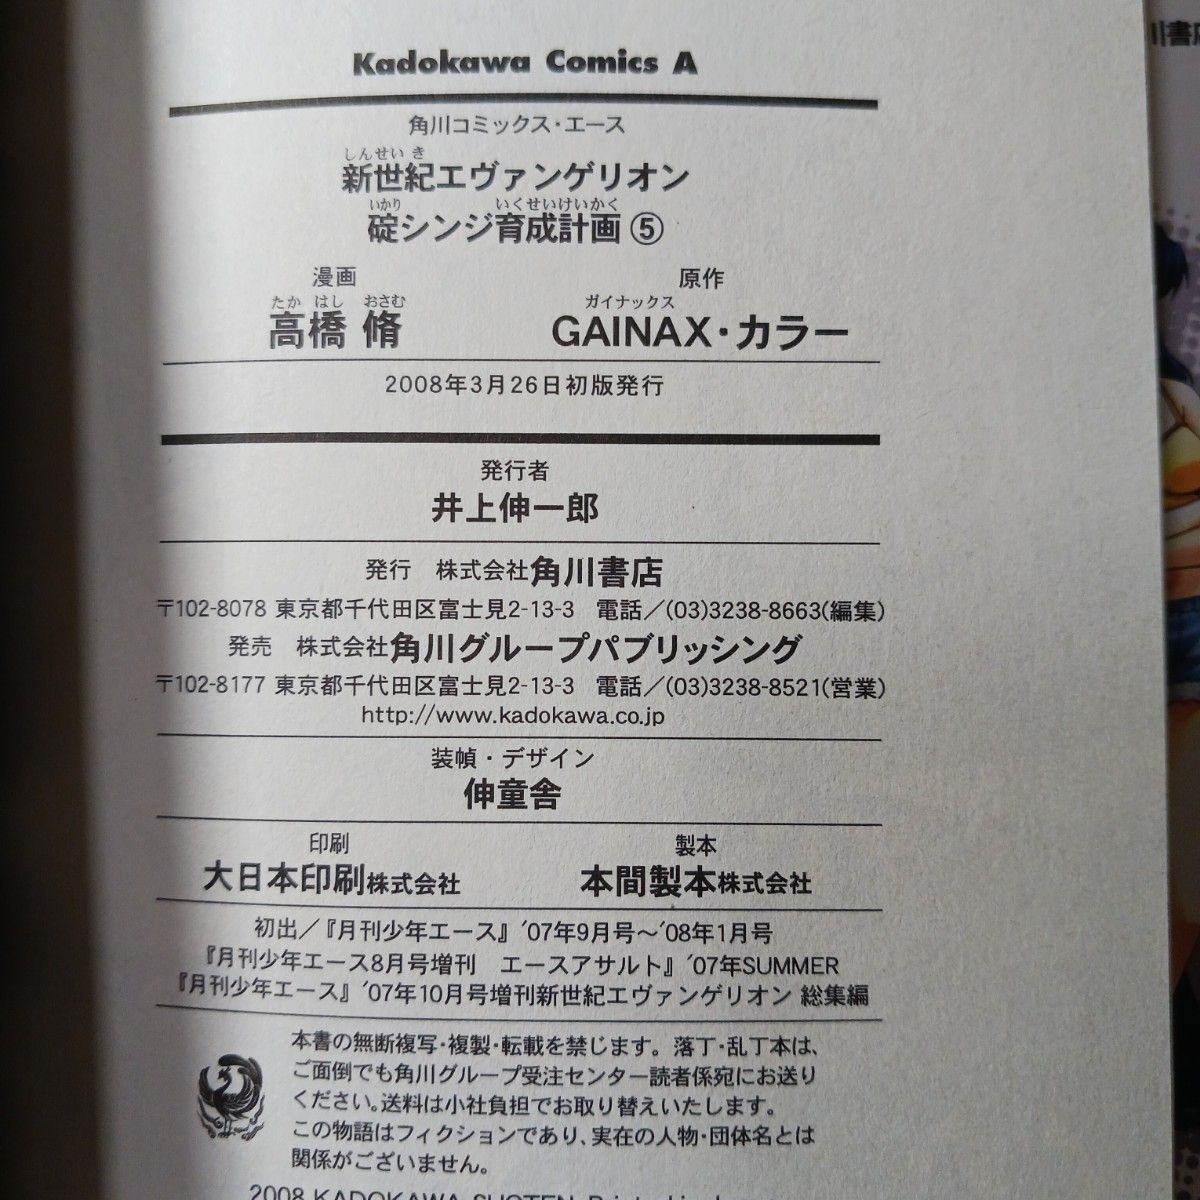 Kadokawa Comics A
角川コミックス・エース
しんせいき
新世紀エヴァンゲリオン
いかり いくせいけいかく
碇シンジ育成計画⑤
漫画 原作
たか はし おさむ ガイナックス
高橋 脩 GAINAX・カラー
2008年3月26日初版発行
発行者
井上伸一郎
発行 株式会社角川書店
〒102-8078 東京都千代田区富士見2-13-3 電話/(03)3238-8663(編集)
発売 株式会社角川グループパブリッシング
〒102-8177 東京都千代田区富士見2-13-3 電話/(03)3238-8521(営業)
http://www.kadokawa.co.jp
装幀・デザイン
伸童舎
印刷 製本
大日本印刷株式会社 本間製本株式会社
初出/『月刊少年エース』'07年9月号〜'08年1月号
『月刊少年エース8月号増刊 エースアサルト』'07年SUMMER
『月刊少年エース』'07年10月号増刊新世紀エヴァンゲリオン 総集編
本書の無断複写・複製・転載を禁じます。落丁・乱丁本は、
ご面倒でも角川グループ受注センター読者係宛にお送り
ください。送料は小社負担でお取り替えいたします。
この物語はフィクションであり、実在の人物・団体名とは
関係がございません。
2008 KADOKAWA SHOTEN, Printed in
川書店